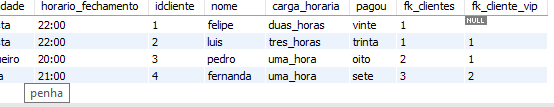 dade horario_fechamento idcliente nome carga_horaria pagou fk_clientes fk_cliente_vip
ta 22:00 1 felipe duas_horas vinte 1 NULL
ta 22:00 2 luis tres_horas trinta 1 1
eiro 20:00 3 pedro uma_hora oito 2 1
a 21:00 4 fernanda uma_hora sete 3 3
penha